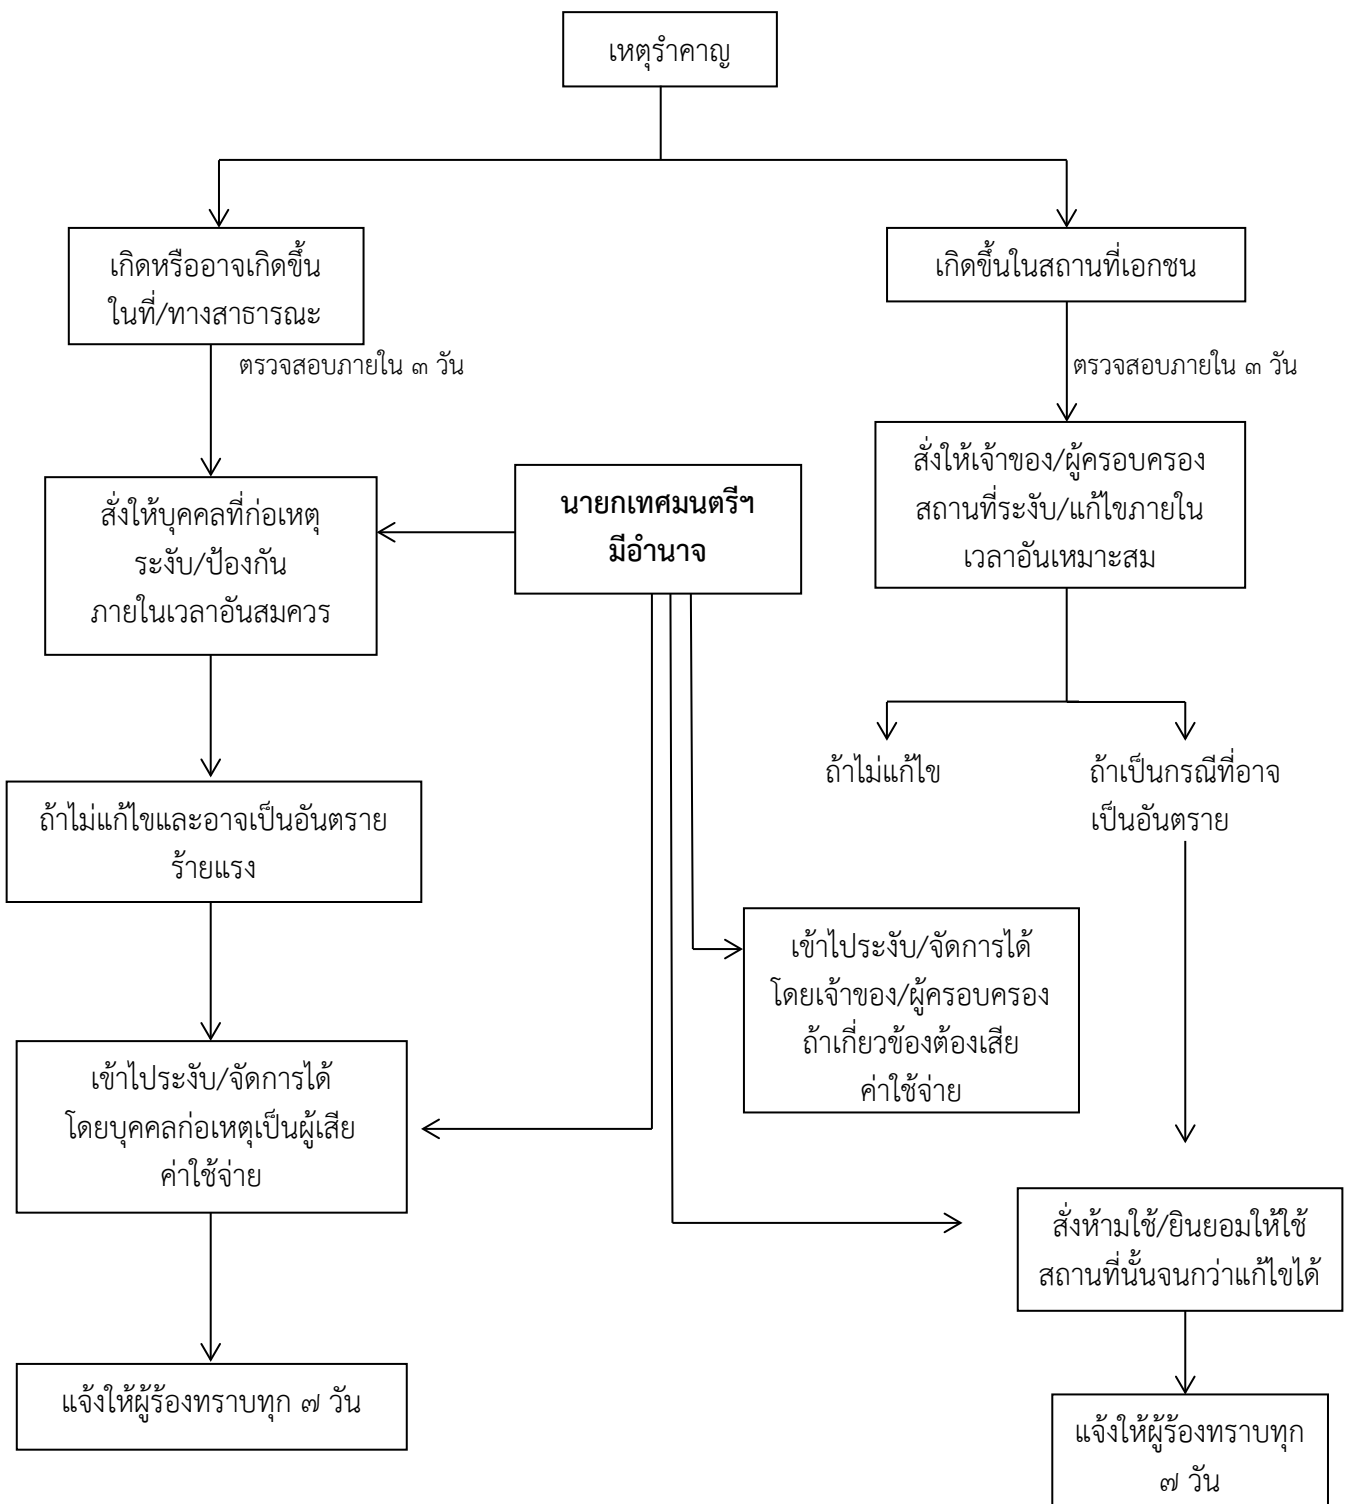 เหตุรำคาญ
เกิดหรืออาจเกิดขึ้น
ในที่/ทางสาธารณะ
เกิดขึ้นในสถานที่เอกชน
ตรวจสอบภายใน ๓ วัน
ตรวจสอบภายใน ๓ วัน
สั่งให้บุคคลที่ก่อเหตุ
ระงับ/ป้องกัน
ภายในเวลาอันสมควร
นายกเทศมนตรีฯ
มีอำนาจ
สั่งให้เจ้าของ/ผู้ครอบครอง
สถานที่ระงับ/แก้ไขภายใน
เวลาอันเหมาะสม
ถ้าไม่แก้ไข
ถ้าเป็นกรณีที่อาจ
เป็นอันตราย
ถ้าไม่แก้ไขและอาจเป็นอันตราย
ร้ายแรง
เข้าไประงับ/จัดการได้
โดยเจ้าของ/ผู้ครอบครอง
ถ้าเกี่ยวข้องต้องเสีย
ค่าใช้จ่าย
เข้าไประงับ/จัดการได้
โดยบุคคลก่อเหตุเป็นผู้เสีย
ค่าใช้จ่าย
สั่งห้ามใช้/ยินยอมให้ใช้
สถานที่นั้นจนกว่าแก้ไขได้
แจ้งให้ผู้ร้องทราบทุก ๗ วัน
แจ้งให้ผู้ร้องทราบทุก
๗ วัน